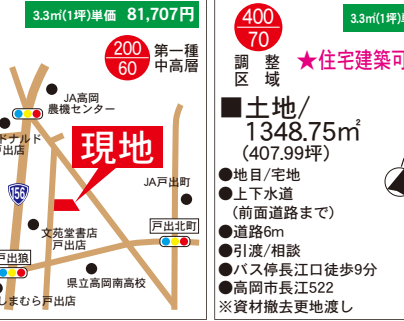 3.3㎡(1坪)単価 81,707円
200
60
第一種
中高層
JA高岡
農機センター
ドナルド
戸出店
現地
156
JA戸出町
文苑堂書店
戸出店
戸出北町
戸出狼
県立高岡南高校
しまむら戸出店
3.3㎡(1坪)単
400
70
調整
区域
★住宅建築可
■土地/
1348.75㎡
(407.99坪)
●地目/宅地
●上下水道
(前面道路まで)
●道路6m
●引渡/相談
●バス停長江口徒歩9分
●高岡市長江522
※資材撤去更地渡し